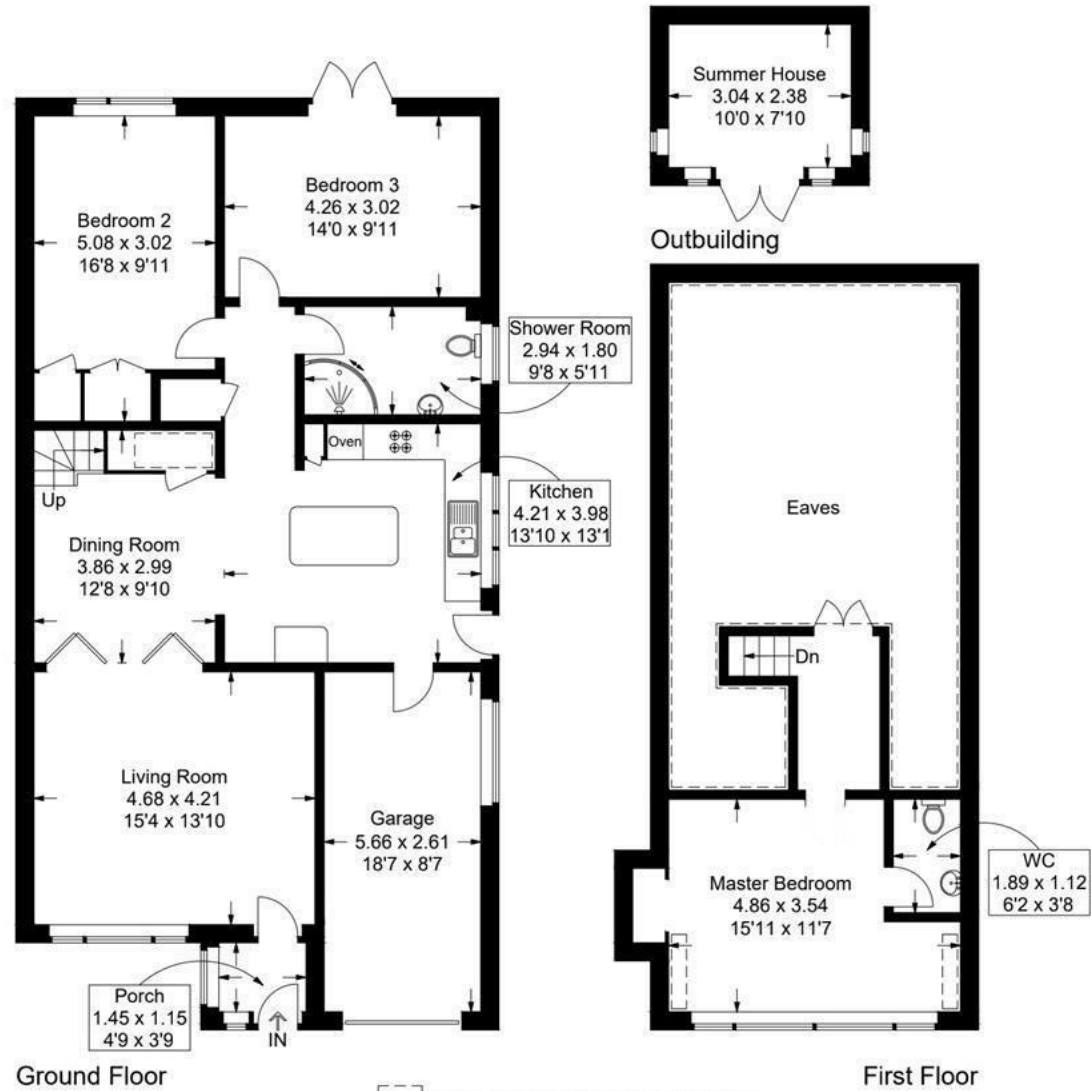 Summer House
3.04 x 2.38
10'0 x 7'10
Outbuilding
Bedroom 3
4.26 x 3.02
14'0 x 9'11
Bedroom 2
5.08 x 3.02
16'8 x 9'11
Shower Room
2.94 x 1.80
9'8 x 5'11
Oven
Up
Kitchen
4.21 x 3.98
13'10 x 13'1
Dining Room
3.86 x 2.99
12'8 x 9'10
Living Room
4.68 x 4.21
15'4 x 13'10
Garage
5.66 x 2.61
18'7 x 8'7
Porch
1.45 x 1.15
4'9 x 3'9
IN
Ground Floor
Eaves
Dn
Master Bedroom
4.86 x 3.54
15'11 x 11'7
WC
1.89 x 1.12
6'2 x 3'8
First Floor